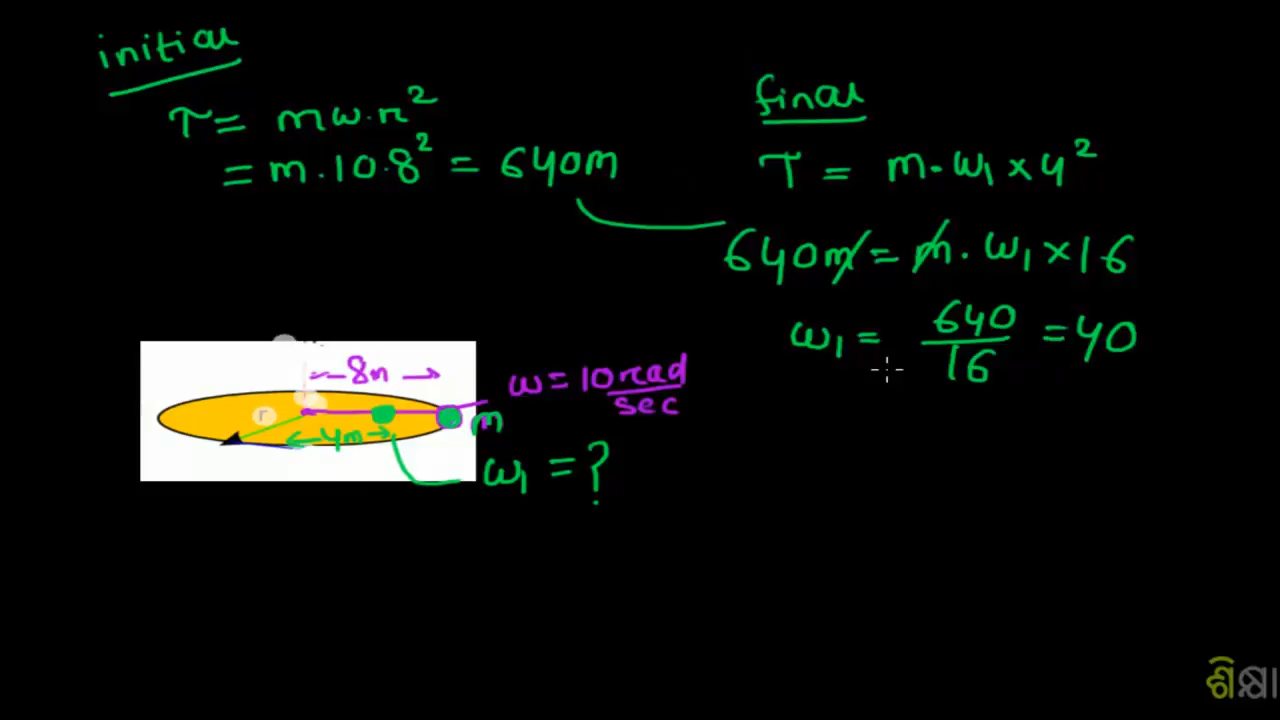 initial
τ = mω·r²
= m·10·8² = 640m
final
τ = m·ω₁×4²
640m = m·ω₁×16
ω₁ = 640/16 = 40
8m
ω = 10 rad/sec
r
4m
m
ω₁ = ?
ଶିକ୍ଷା